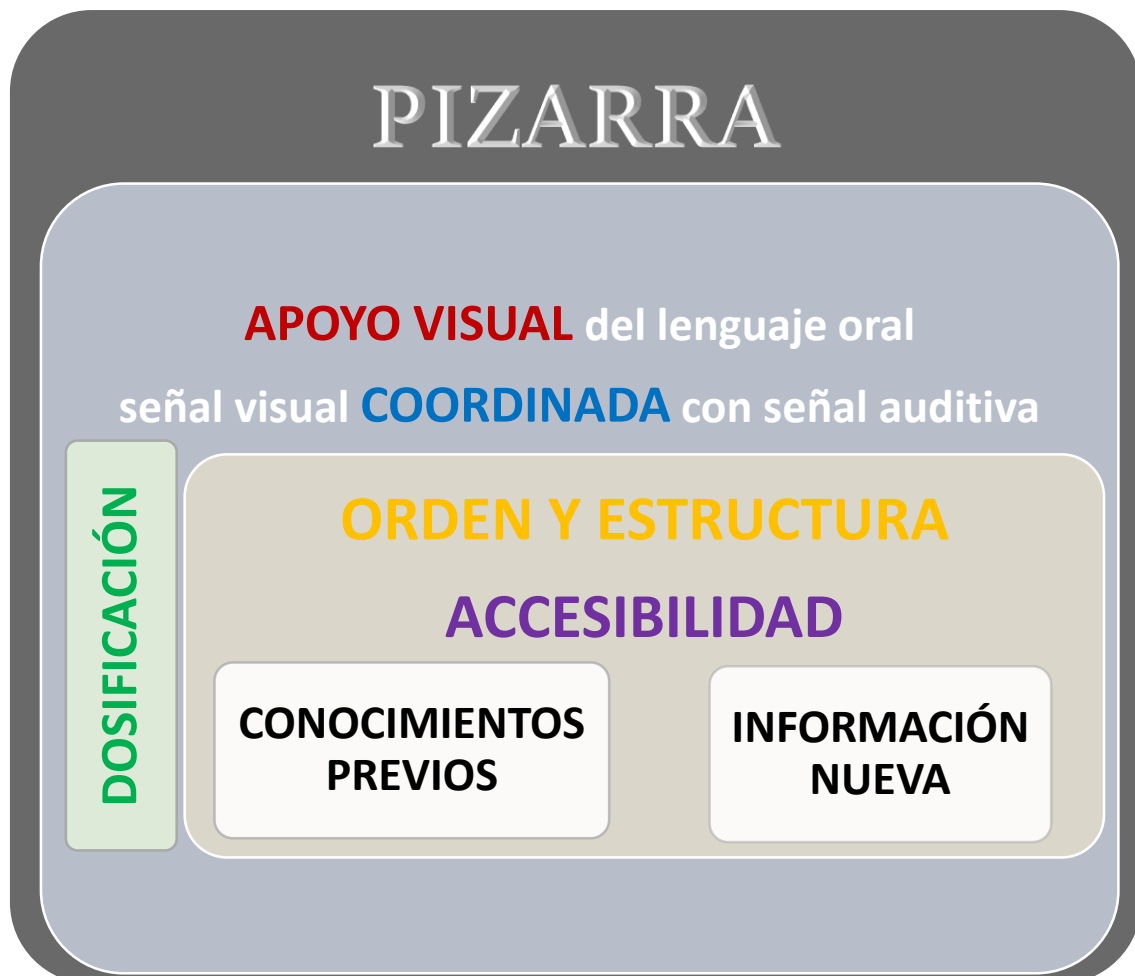 PIZARRA
APOYO VISUAL del lenguaje oral
señal visual COORDINADA con señal auditiva
DOSIFICACIÓN
ORDEN Y ESTRUCTURA
ACCESIBILIDAD
CONOCIMIENTOS
PREVIOS
INFORMACIÓN
NUEVA